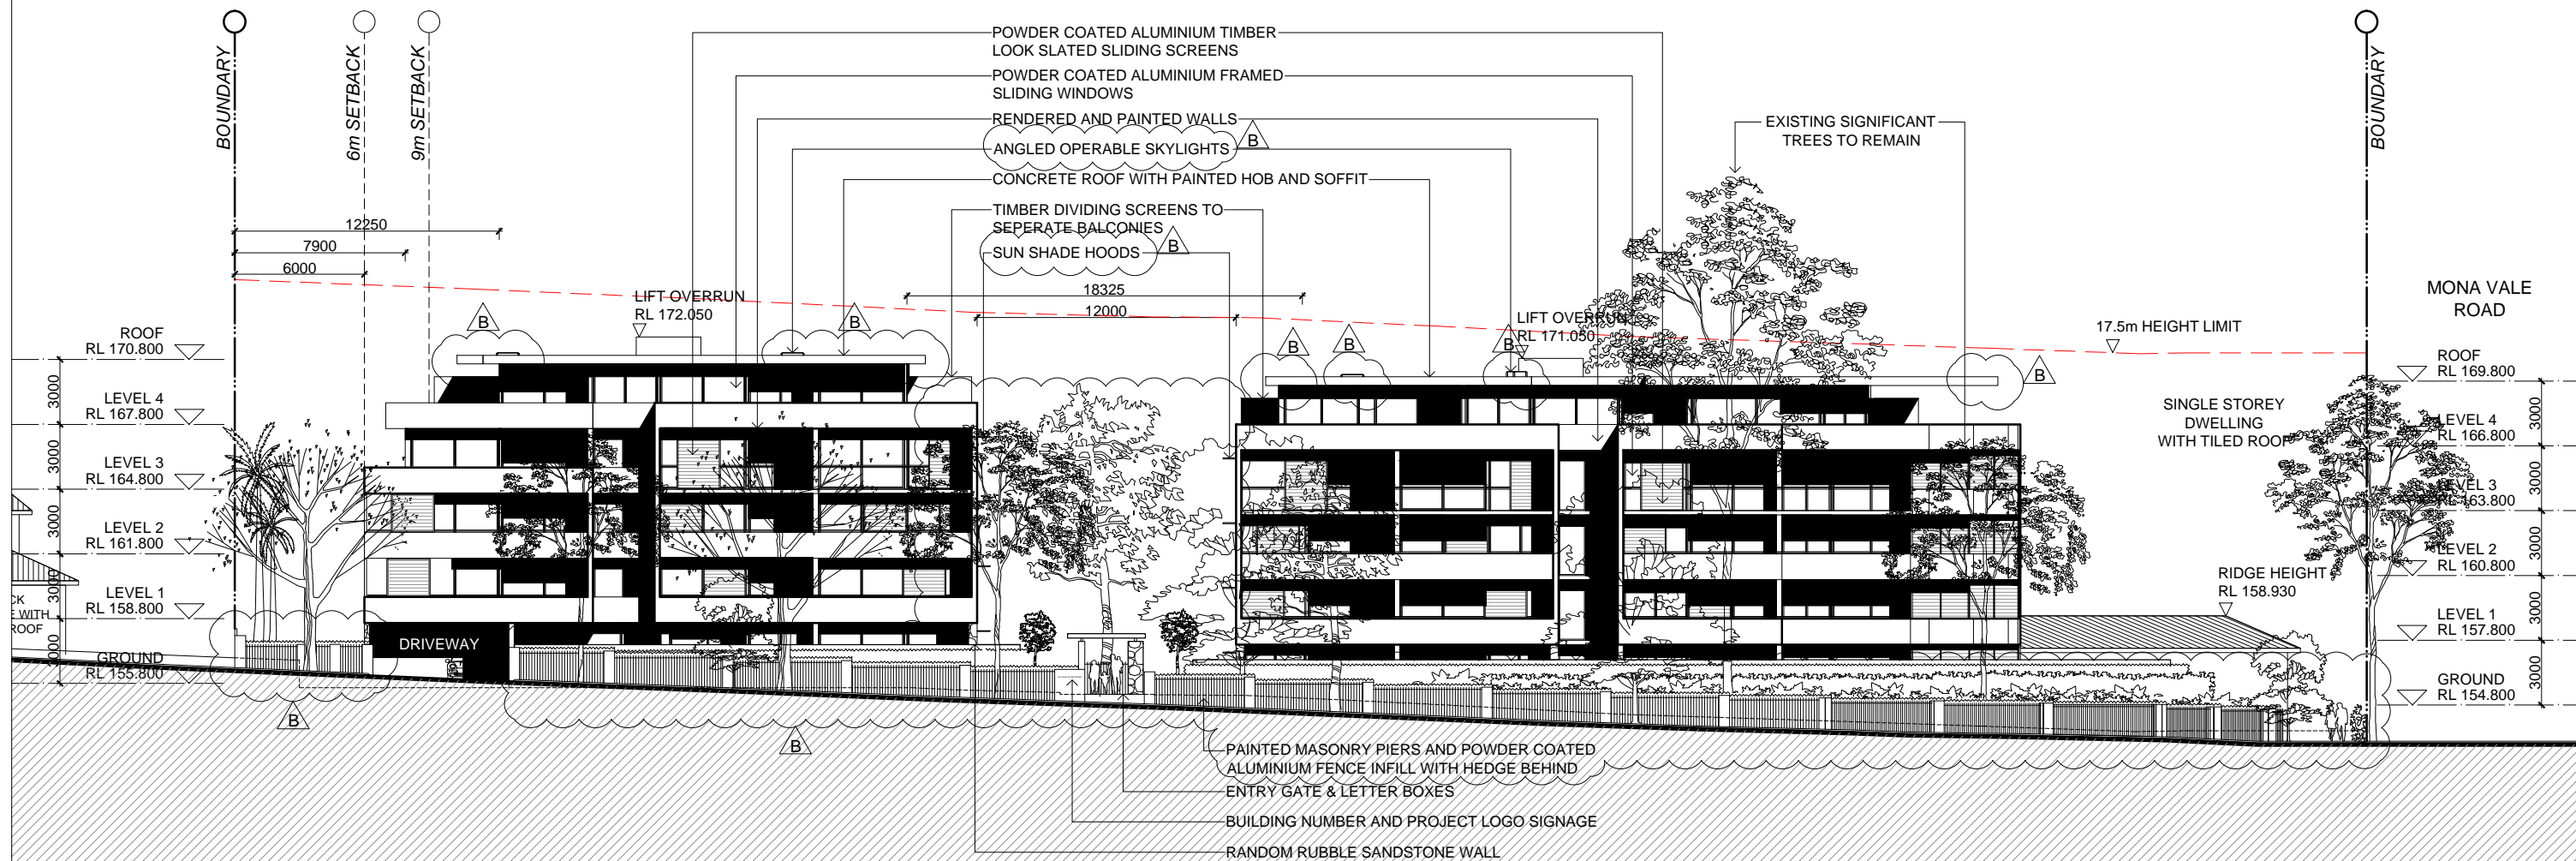 BOUNDARY
6m SETBACK
9m SETBACK
POWDER COATED ALUMINIUM TIMBER
LOOK SLATED SLIDING SCREENS
POWDER COATED ALUMINIUM FRAMED
SLIDING WINDOWS
RENDERED AND PAINTED WALLS
ANGLED OPERABLE SKYLIGHTS
B
CONCRETE ROOF WITH PAINTED HOB AND SOFFIT
TIMBER DIVIDING SCREENS TO
SEPERATE BALCONIES
SUN SHADE HOODS
B
EXISTING SIGNIFICANT
TREES TO REMAIN
BOUNDARY
12250
7900
6000
18325
12000
LIFT OVERRUN
RL 172.050
LIFT OVERRUN
RL 171.050
B
B
B
B
B
B
17.5m HEIGHT LIMIT
MONA VALE
ROAD
ROOF
RL 170.800
3000
LEVEL 4
RL 167.800
3000
LEVEL 3
RL 164.800
3000
LEVEL 2
RL 161.800
3000
LEVEL 1
RL 158.800
3000
GROUND
RL 155.800
CK
E WITH
ROOF
DRIVEWAY
B
B
SINGLE STOREY
DWELLING
WITH TILED ROOF
RIDGE HEIGHT
RL 158.930
ROOF
RL 169.800
3000
LEVEL 4
RL 166.800
3000
LEVEL 3
RL 163.800
3000
LEVEL 2
RL 160.800
3000
LEVEL 1
RL 157.800
3000
GROUND
RL 154.800
PAINTED MASONRY PIERS AND POWDER COATED
ALUMINIUM FENCE INFILL WITH HEDGE BEHIND
ENTRY GATE & LETTER BOXES
BUILDING NUMBER AND PROJECT LOGO SIGNAGE
RANDOM RUBBLE SANDSTONE WALL